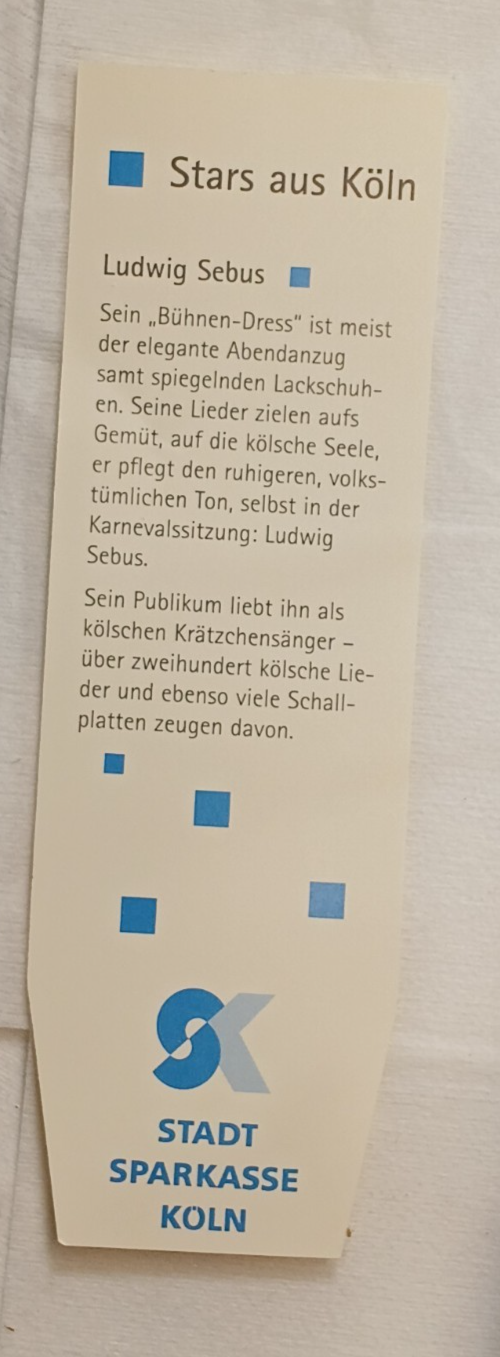 Stars aus Köln
Ludwig Sebus
Sein „Bühnen-Dress“ ist meist
der elegante Abendanzug
samt spiegelnden Lackschuh-
en. Seine Lieder zielen aufs
Gemüt, auf die kölsche Seele,
er pflegt den ruhigeren, volks-
tümlichen Ton, selbst in der
Karnevalssitzung: Ludwig
Sebus.
Sein Publikum liebt ihn als
kölschen Krätzchensänger –
über zweihundert kölsche Lie-
der und ebenso viele Schall-
platten zeugen davon.
SK
STADT
SPARKASSE
KÖLN